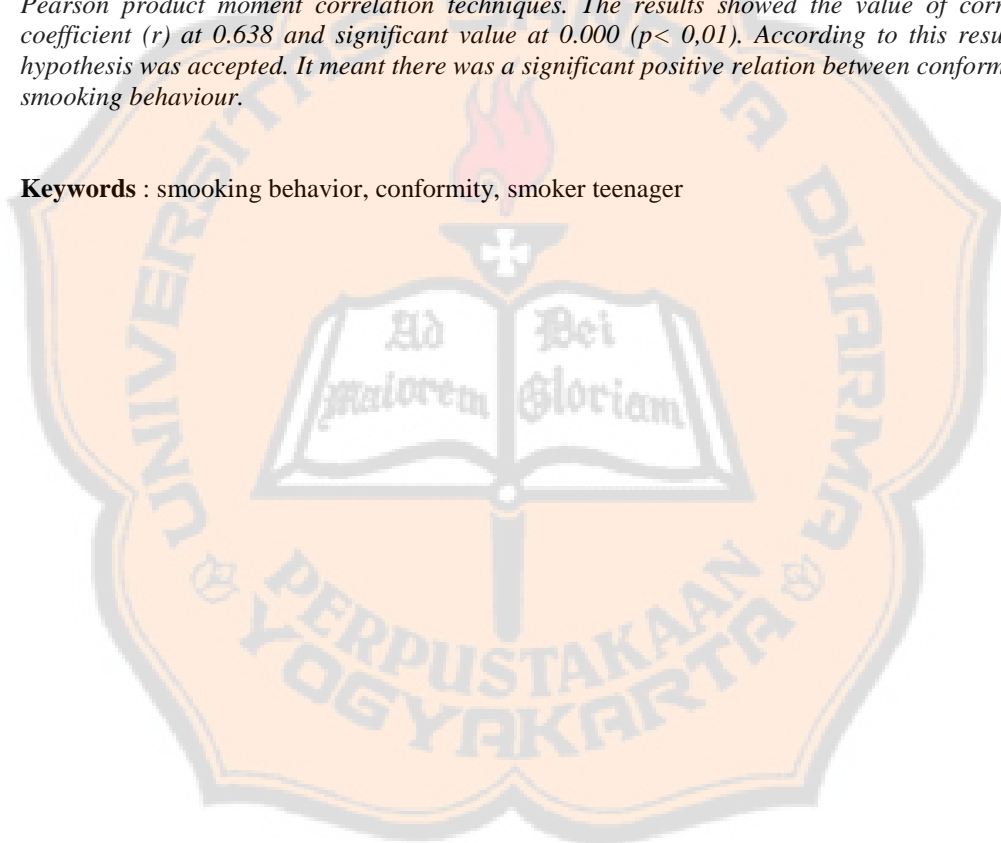 Pearson product moment correlation techniques. The results showed the value of corr
coefficient (r) at 0.638 and significant value at 0.000 (p< 0,01). According to this resu
hypothesis was accepted. It meant there was a significant positive relation between conform
smooking behaviour.
Keywords : smooking behavior, conformity, smoker teenager
UNIVERSITAS SANATA DHARMA
Ad
maiorem
Dei
Gloriam
PERPUSTAKAAN
YOGYAKARTA